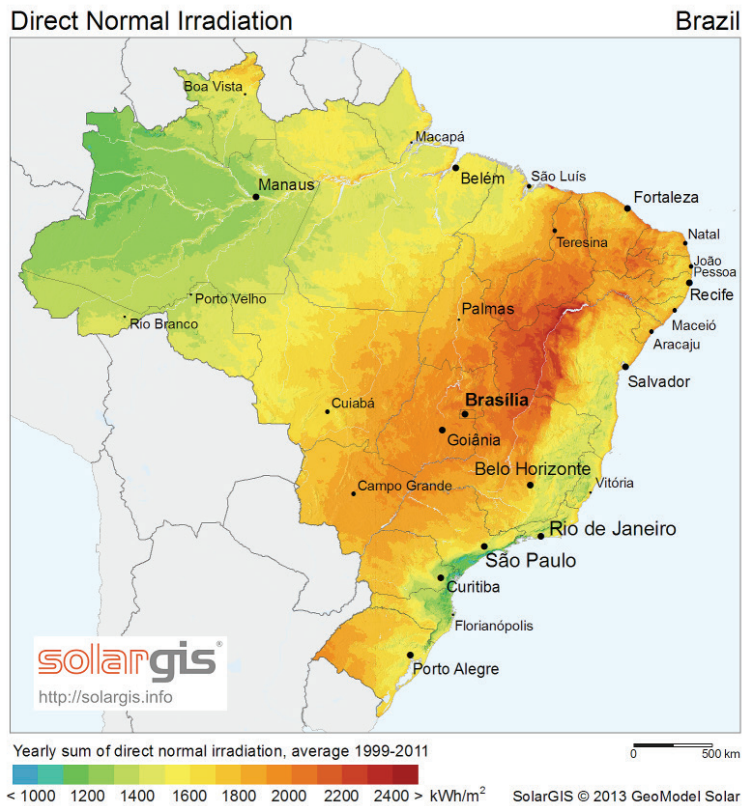 Direct Normal Irradiation Brazil
Boa Vista
Macapá
Belém
São Luís
Manaus
Fortaleza
Teresina
Natal
João
Pessoa
Porto Velho
Palmas
Recife
Rio Branco
Maceió
Aracaju
Salvador
Cuiabá
Brasília
Goiânia
Belo Horizonte
Campo Grande
Vitória
Rio de Janeiro
São Paulo
Curitiba
Florianópolis
solargis®
Porto Alegre
http://solargis.info
Yearly sum of direct normal irradiation, average 1999-2011
0 500 km
< 1000 1200 1400 1600 1800 2000 2200 2400 > kWh/m²
SolarGIS © 2013 GeoModel Solar